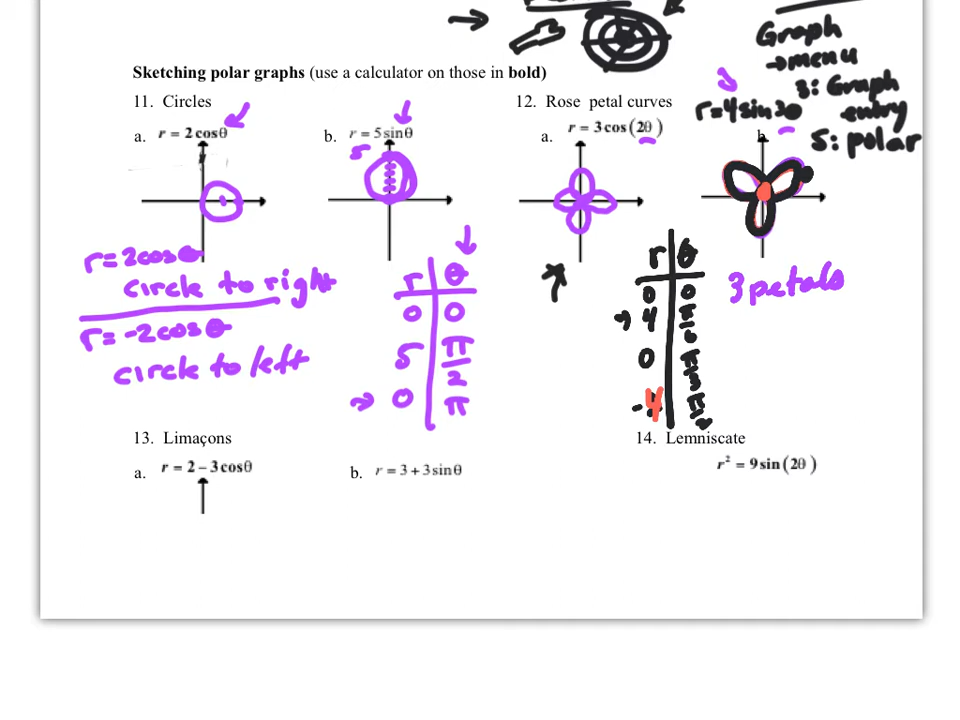 Graph
→menu
3: Graph
entry
5: polar
Sketching polar graphs (use a calculator on those in bold)
11. Circles
12. Rose petal curves
r=4sin3θ
a. r = 2cosθ
b. r = 5sinθ
a. r = 3cos(2θ)
b.
5
r=2cosθ
circle to right
r=-2cosθ
circle to left
r θ
0 0
5 π/2
0 π
r θ
0 0
4 π/6
0 π/3
-4 π/2
3 petals
13. Limaçons
14. Lemniscate
a. r = 2 – 3cosθ
b. r = 3 + 3sinθ
r² = 9sin(2θ)